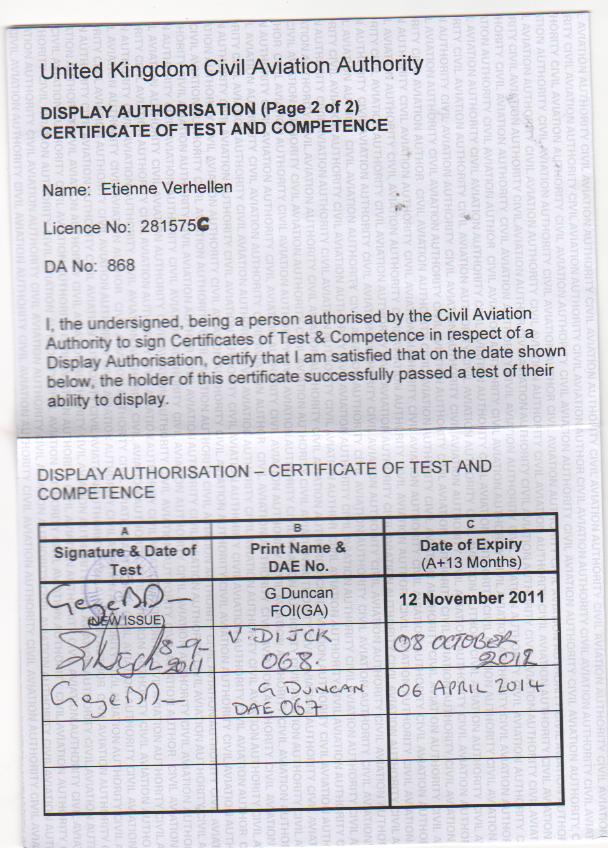 United Kingdom Civil Aviation Authority
DISPLAY AUTHORISATION (Page 2 of 2)
CERTIFICATE OF TEST AND COMPETENCE
Name: Etienne Verhellen
Licence No: 281575C
DA No: 868
I, the undersigned, being a person authorised by the Civil Aviation
Authority to sign Certificates of Test & Competence in respect of a
Display Authorisation, certify that I am satisfied that on the date shown
below, the holder of this certificate successfully passed a test of their
ability to display.
DISPLAY AUTHORISATION – CERTIFICATE OF TEST AND
COMPETENCE
A
B
C
Signature & Date of
Test
Print Name &
DAE No.
Date of Expiry
(A+13 Months)
(NEW ISSUE)
G Duncan
FOI(GA)
12 November 2011
8-9-
2011
V. DIJCK
068.
08 OCTOBER
2012
G DUNCAN
DAE 067
06 APRIL 2014